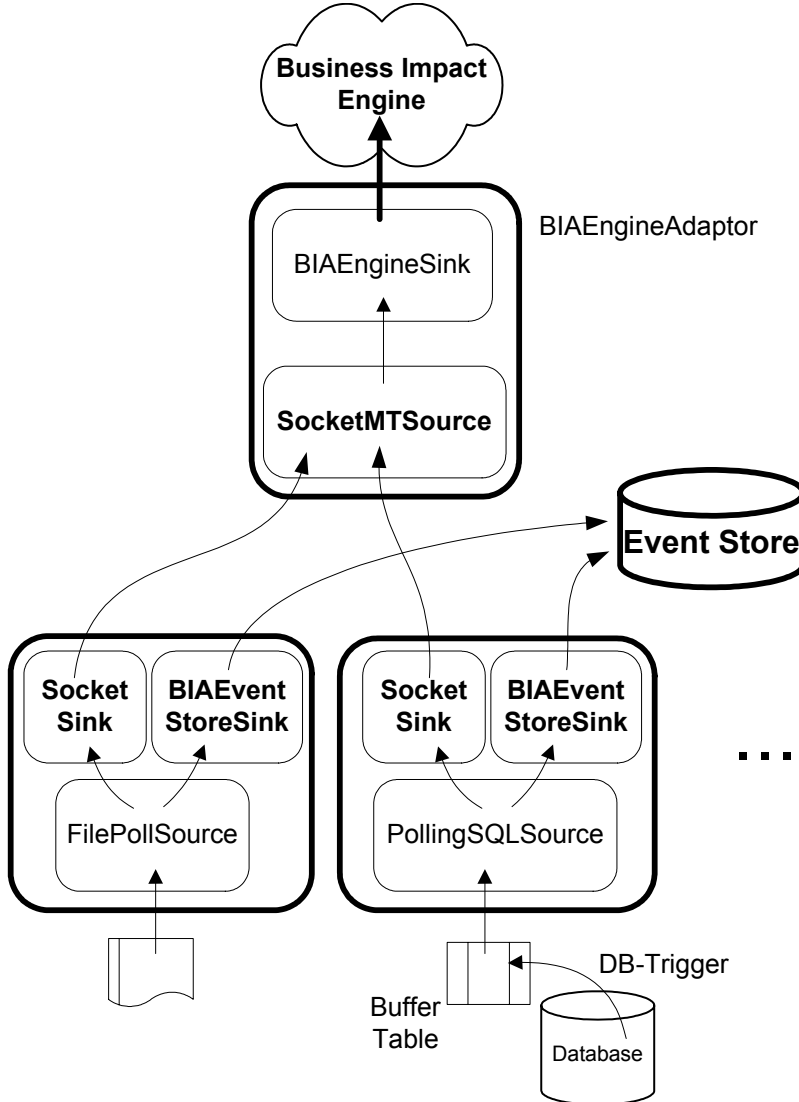 Business Impact
Engine
BIAEngineAdaptor
BIAEngineSink
SocketMTSource
Event Store
Socket
Sink
BIAEvent
StoreSink
Socket
Sink
BIAEvent
StoreSink
...
FilePollSource
PollingSQLSource
DB-Trigger
Buffer
Table
Database